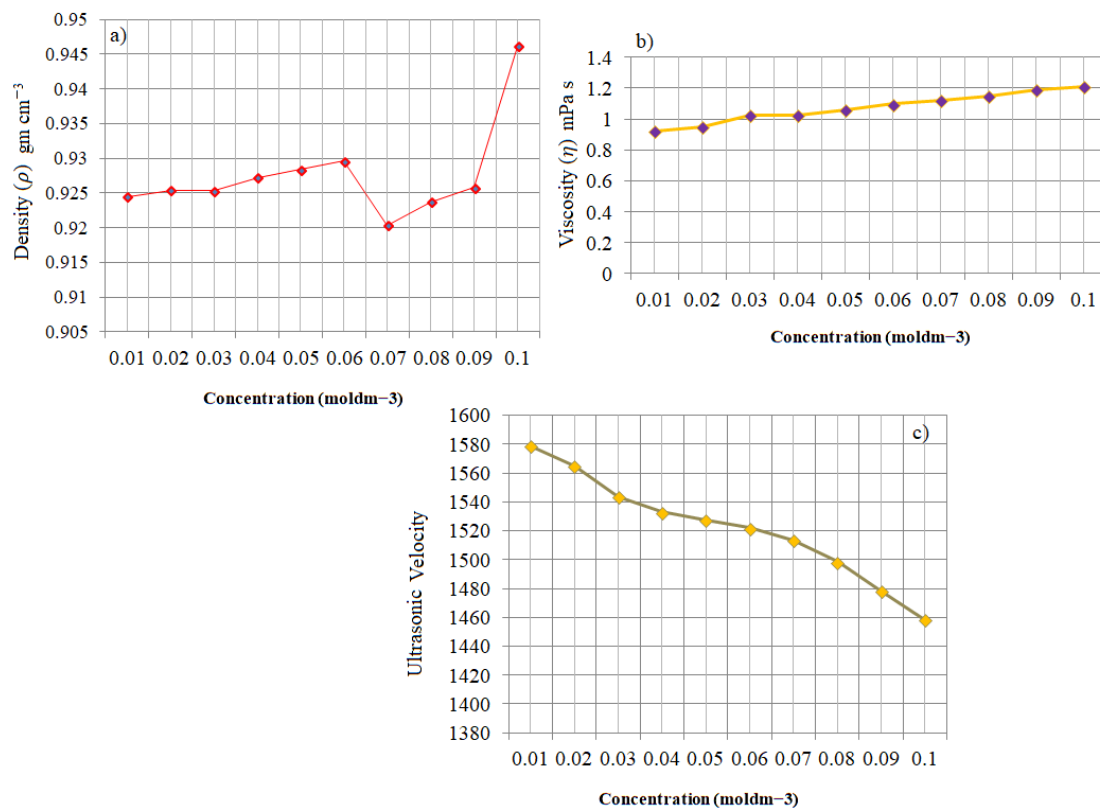 a)
Density (ρ) gm cm⁻³
0.95
0.945
0.94
0.935
0.93
0.925
0.92
0.915
0.91
0.905
0.01 0.02 0.03 0.04 0.05 0.06 0.07 0.08 0.09 0.1
Concentration (moldm−3)
b)
Viscosity (η) mPa s
1.4
1.2
1
0.8
0.6
0.4
0.2
0
0.01 0.02 0.03 0.04 0.05 0.06 0.07 0.08 0.09 0.1
Concentration (moldm−3)
c)
Ultrasonic Velocity
1600
1580
1560
1540
1520
1500
1480
1460
1440
1420
1400
1380
0.01 0.02 0.03 0.04 0.05 0.06 0.07 0.08 0.09 0.1
Concentration (moldm−3)